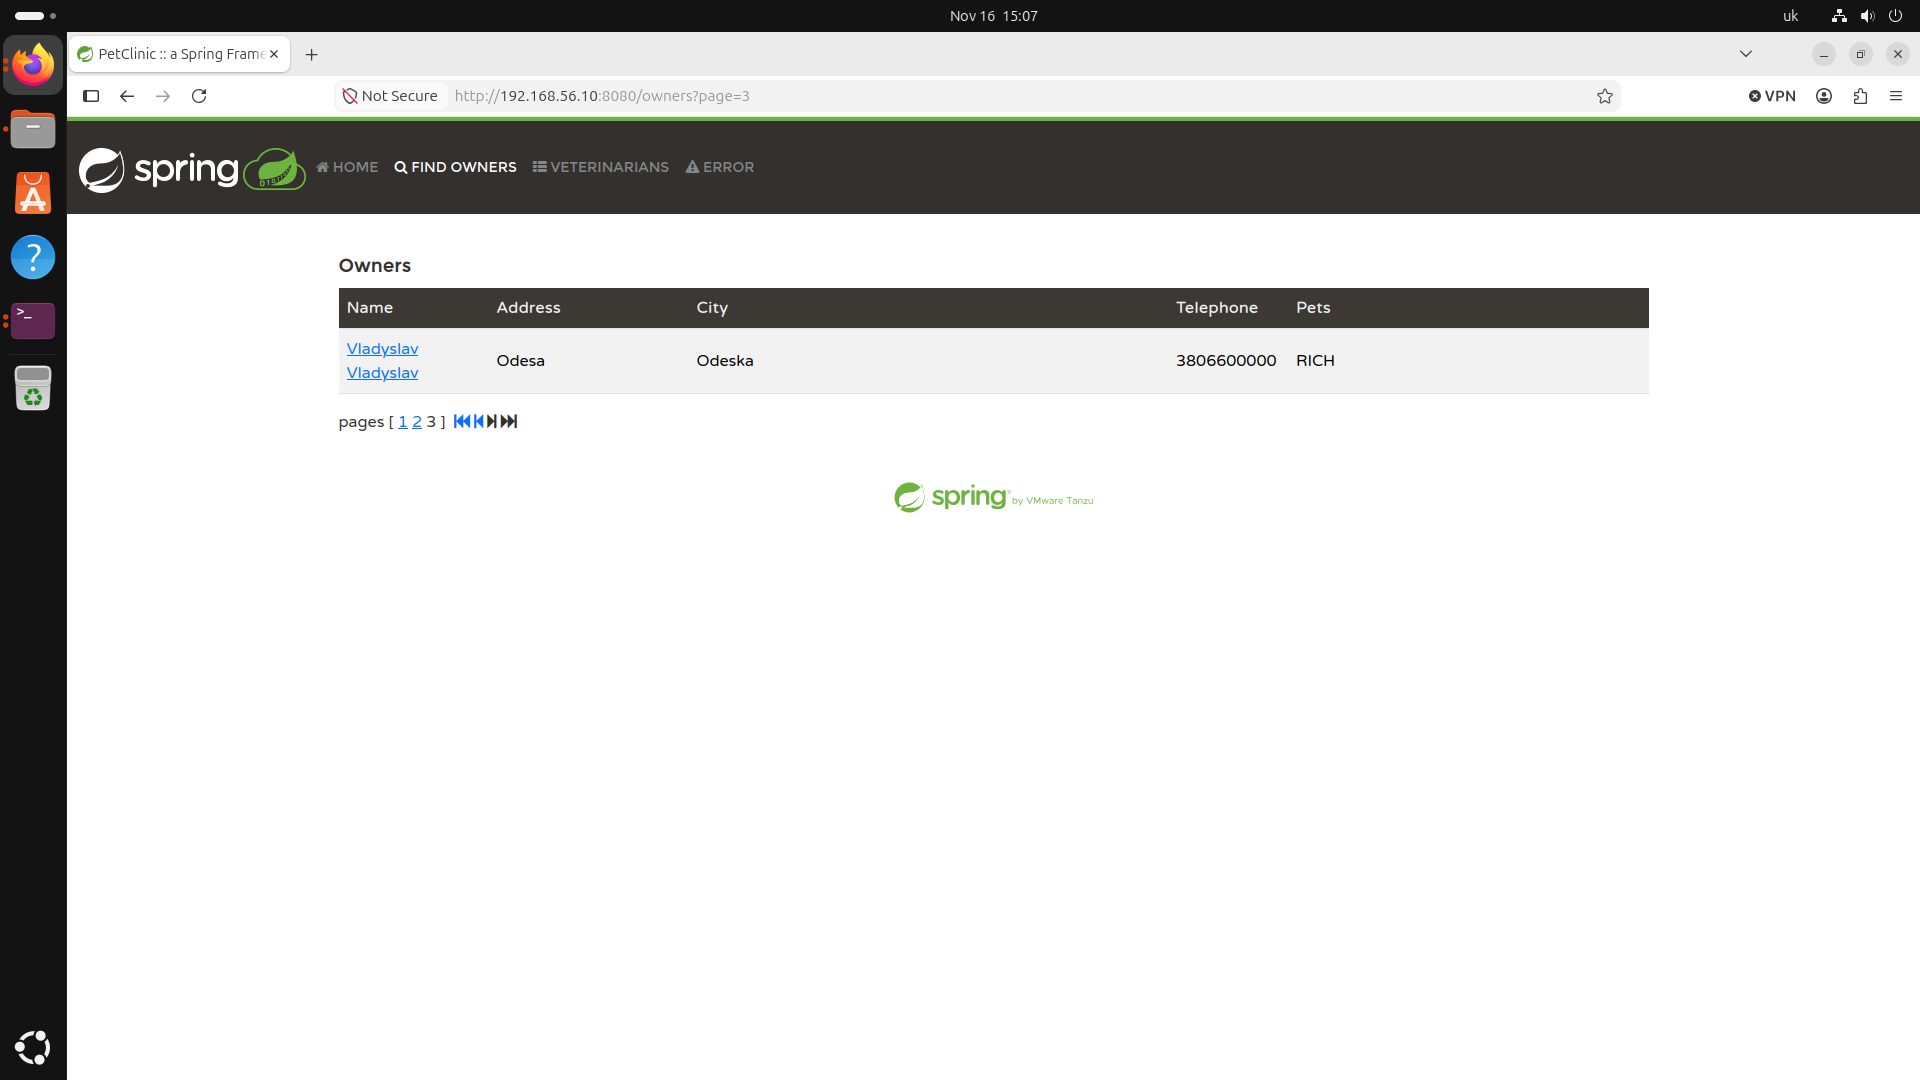 Nov 16 15:07
uk
PetClinic :: a Spring Frame
Not Secure http://192.168.56.10:8080/owners?page=3
VPN
spring HOME FIND OWNERS VETERINARIANS ERROR
Owners
Name Address City Telephone Pets
Vladyslav Vladyslav Odesa Odeska 3806600000 RICH
pages [ 1 2 3 ]
spring by VMware Tanzu